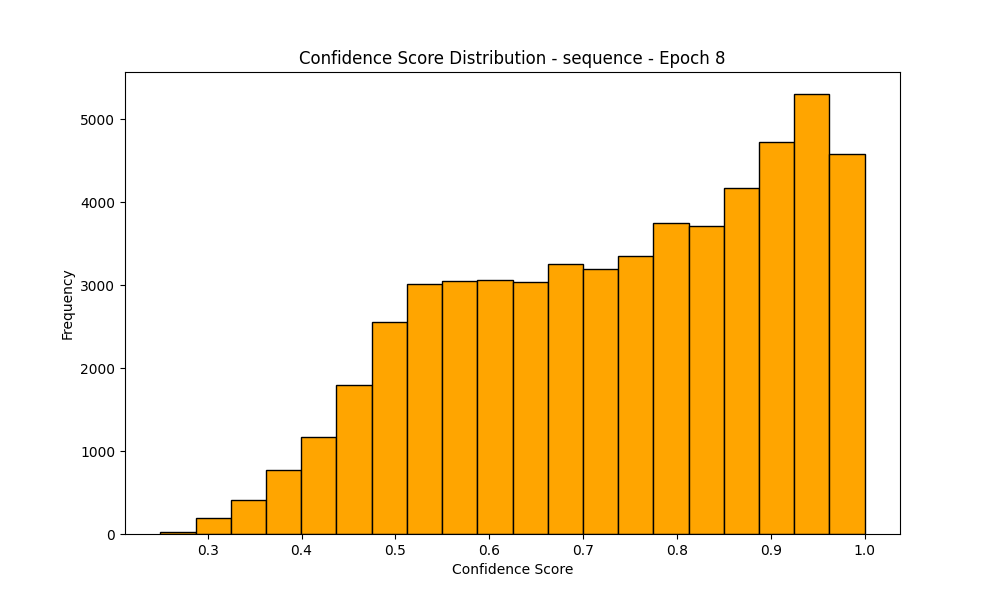 Confidence Score Distribution - sequence - Epoch 8
Frequency
5000
4000
3000
2000
1000
0
0.3 0.4 0.5 0.6 0.7 0.8 0.9 1.0
Confidence Score